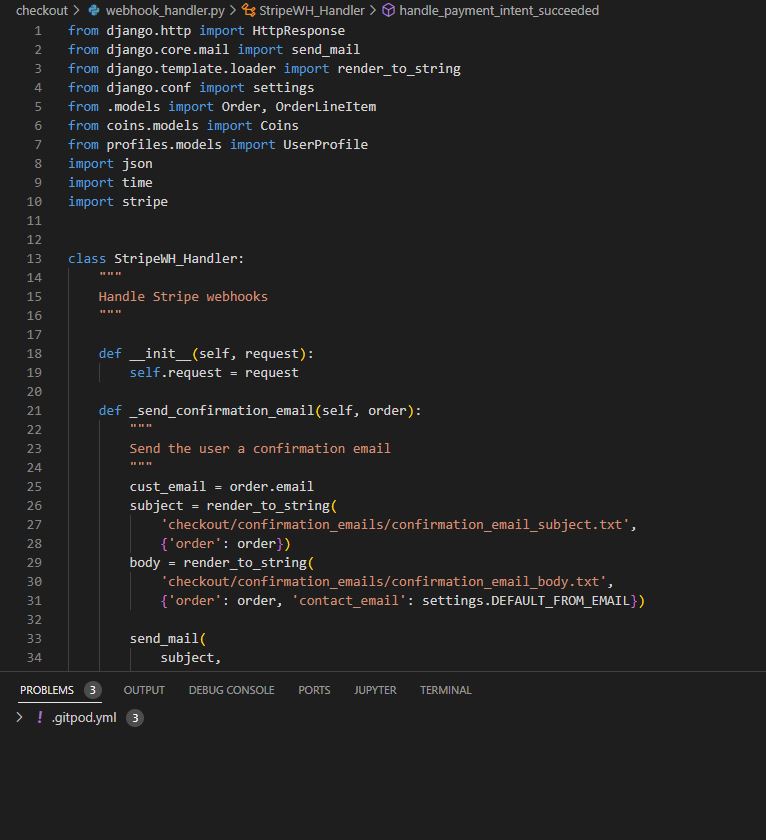 checkout > webhook_handler.py > StripeWH_Handler > handle_payment_intent_succeeded
1 from django.http import HttpResponse
2 from django.core.mail import send_mail
3 from django.template.loader import render_to_string
4 from django.conf import settings
5 from .models import Order, OrderLineItem
6 from coins.models import Coins
7 from profiles.models import UserProfile
8 import json
9 import time
10 import stripe
11
12
13 class StripeWH_Handler:
14     """
15     Handle Stripe webhooks
16     """
17
18     def __init__(self, request):
19         self.request = request
20
21     def _send_confirmation_email(self, order):
22         """
23         Send the user a confirmation email
24         """
25         cust_email = order.email
26         subject = render_to_string(
27             'checkout/confirmation_emails/confirmation_email_subject.txt',
28             {'order': order})
29         body = render_to_string(
30             'checkout/confirmation_emails/confirmation_email_body.txt',
31             {'order': order, 'contact_email': settings.DEFAULT_FROM_EMAIL})
32
33         send_mail(
34             subject,
PROBLEMS 3 OUTPUT DEBUG CONSOLE PORTS JUPYTER TERMINAL
> ! .gitpod.yml 3